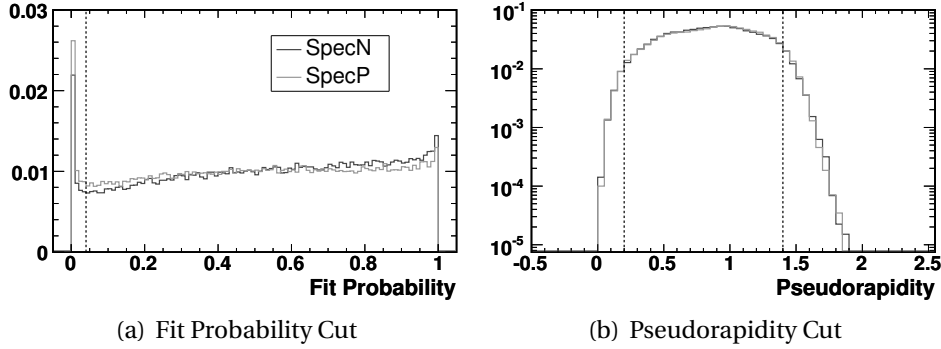 0.03
0.02
0.01
0
SpecN
SpecP
0 0.2 0.4 0.6 0.8 1
Fit Probability
(a) Fit Probability Cut
10-1
10-2
10-3
10-4
10-5
-0.5 0 0.5 1 1.5 2 2.5
Pseudorapidity
(b) Pseudorapidity Cut